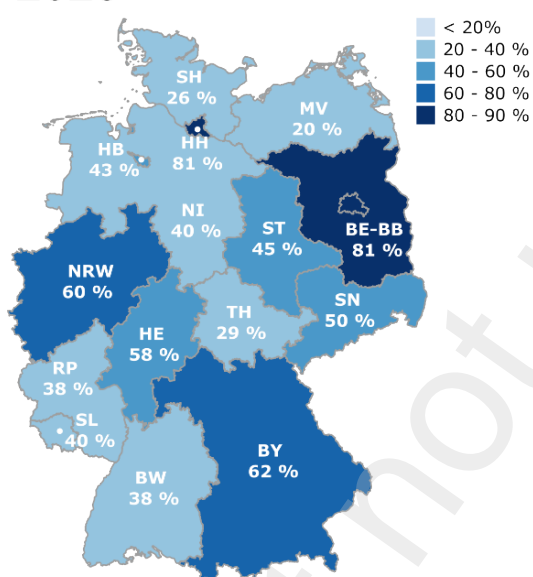 < 20%
20 - 40 %
40 - 60 %
60 - 80 %
80 - 90 %
SH
26 %
MV
20 %
HB
43 %
HH
81 %
NI
40 %
ST
45 %
BE-BB
81 %
NRW
60 %
HE
58 %
TH
29 %
SN
50 %
RP
38 %
SL
40 %
BW
38 %
BY
62 %